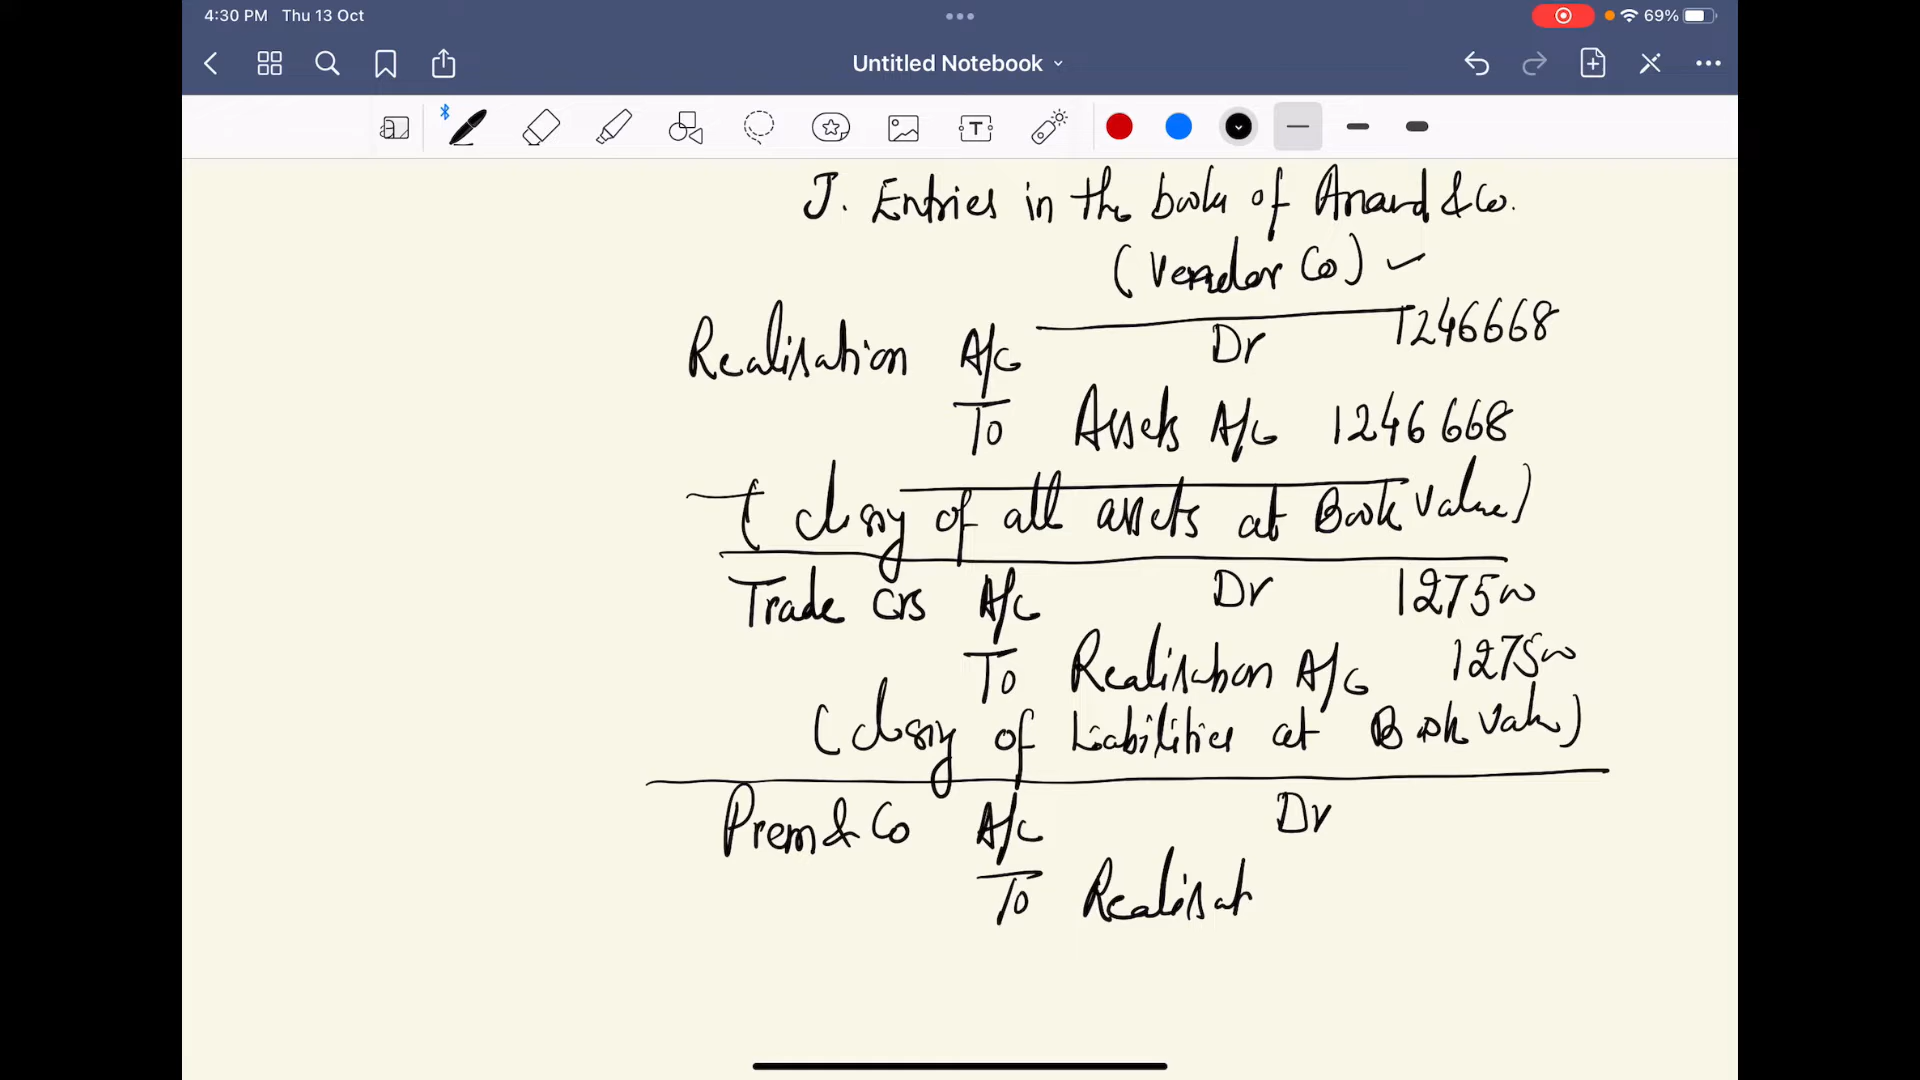 4:30 PM Thu 13 Oct
69%
Untitled Notebook
J. Entries in the books of Anand & Co.
(Vendor Co)
Realisation A/c Dr 1246668
To Assets A/c 1246668
(closing of all assets at Book value)
Trade crs A/c Dr 127500
To Realisation A/c 127500
(closing of Liabilities at Book value)
Prem & Co A/c Dr
To Realisat